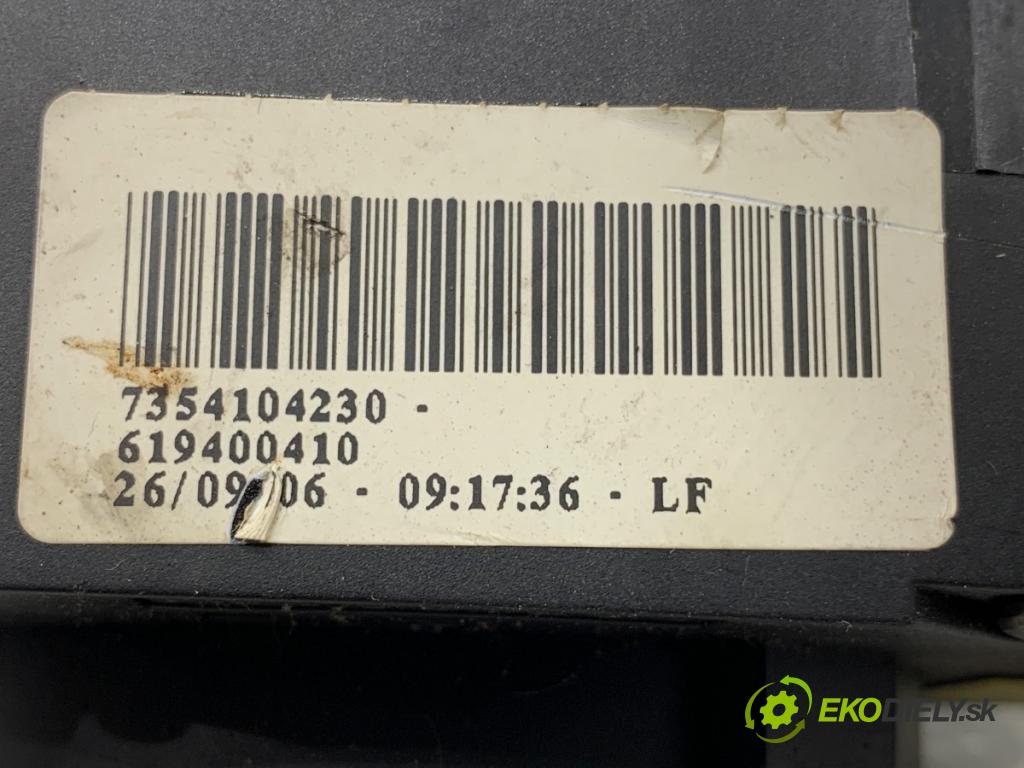 7354104230 -
619400410
26/09/06 - 09:17:36 - LF
EKODIELY.sk